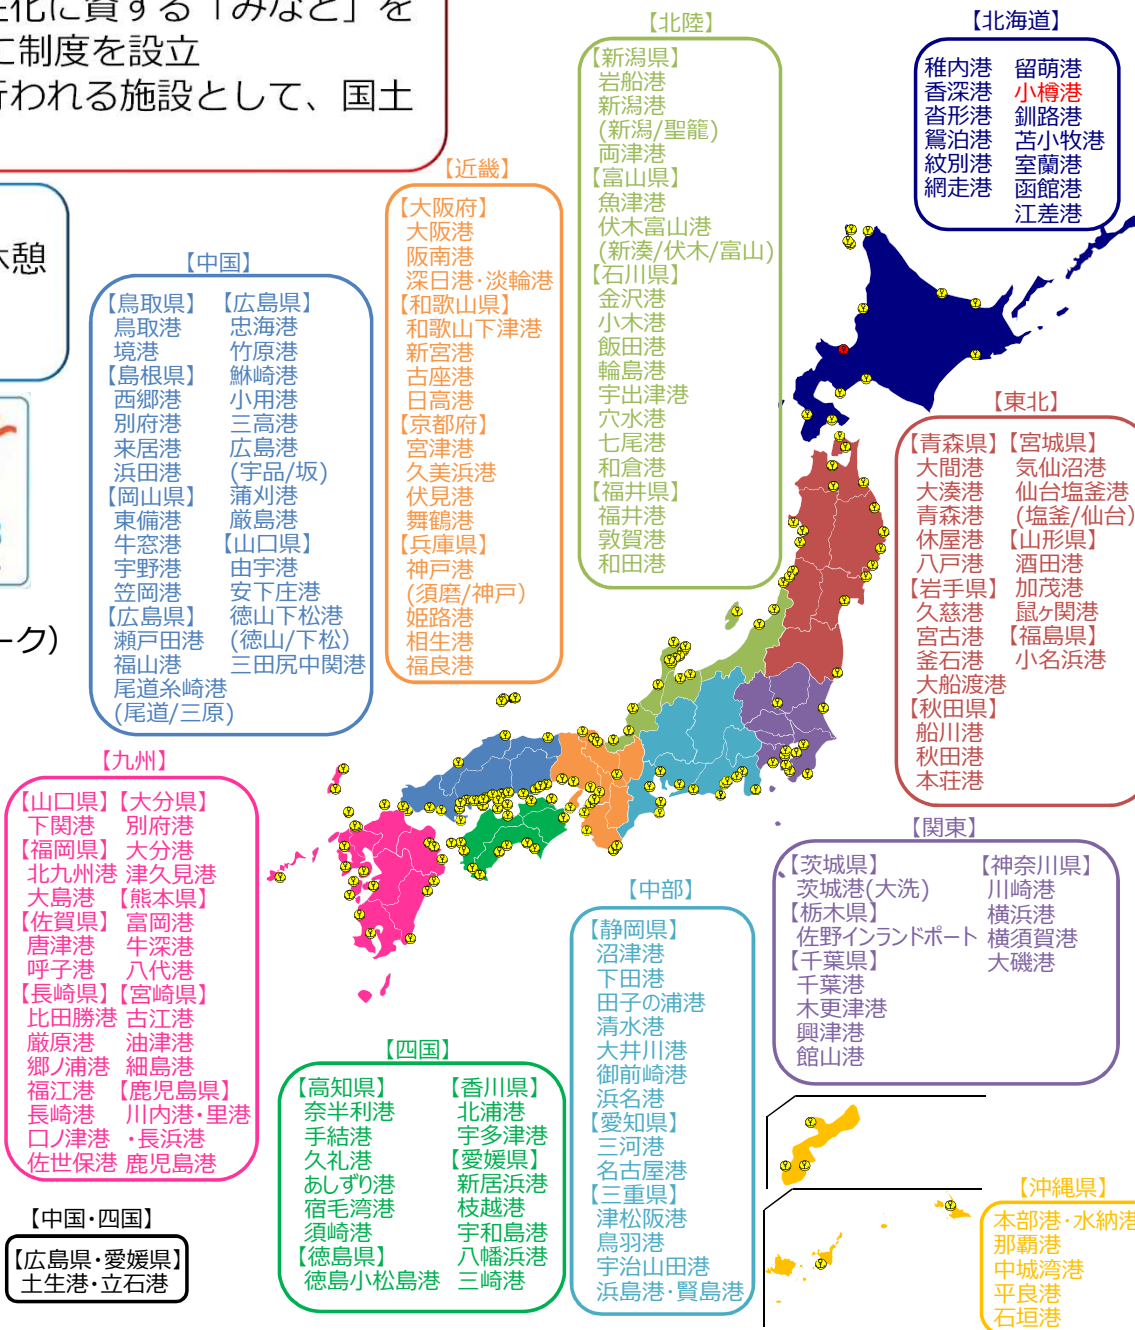 性化に資する「みなと」を
に制度を設立
行われる施設として、国土
休憩
ーク)
【北海道】
稚内港 留萌港
香深港 小樽港
沓形港 釧路港
鴛泊港 苫小牧港
紋別港 室蘭港
網走港 函館港
江差港
【北陸】
【新潟県】
岩船港
新潟港
(新潟/聖籠)
両津港
【富山県】
魚津港
伏木富山港
(新湊/伏木/富山)
【石川県】
金沢港
小木港
飯田港
輪島港
宇出津港
穴水港
七尾港
和倉港
【福井県】
福井港
敦賀港
和田港
【近畿】
【大阪府】
大阪港
阪南港
深日港・淡輪港
【和歌山県】
和歌山下津港
新宮港
古座港
日高港
【京都府】
宮津港
久美浜港
伏見港
舞鶴港
【兵庫県】
神戸港
(須磨/神戸)
姫路港
相生港
福良港
【中国】
【鳥取県】
鳥取港
境港
【島根県】
西郷港
別府港
来居港
浜田港
【岡山県】
東備港
牛窓港
宇野港
笠岡港
【広島県】
瀬戸田港
福山港
尾道糸崎港
(尾道/三原)
【広島県】
忠海港
竹原港
鮴崎港
小用港
三高港
広島港
(宇品/坂)
蒲刈港
厳島港
【山口県】
由宇港
安下庄港
徳山下松港
(徳山/下松)
三田尻中関港
【東北】
【青森県】
大間港
大湊港
青森港
休屋港
八戸港
【岩手県】
久慈港
宮古港
釜石港
大船渡港
【秋田県】
船川港
秋田港
本荘港
【宮城県】
気仙沼港
仙台塩釜港
(塩釜/仙台)
【山形県】
酒田港
加茂港
鼠ヶ関港
【福島県】
小名浜港
【九州】
【山口県】
下関港
【福岡県】
北九州港
大島港
【佐賀県】
唐津港
呼子港
【長崎県】
比田勝港
厳原港
郷ノ浦港
福江港
長崎港
口ノ津港
佐世保港
【大分県】
別府港
大分港
津久見港
【熊本県】
富岡港
牛深港
八代港
【宮崎県】
古江港
油津港
細島港
【鹿児島県】
川内港・里港
・長浜港
鹿児島港
【関東】
【茨城県】
茨城港(大洗)
【栃木県】
佐野インランドポート
【千葉県】
千葉港
木更津港
興津港
館山港
【神奈川県】
川崎港
横浜港
横須賀港
大磯港
【中部】
【静岡県】
沼津港
下田港
田子の浦港
清水港
大井川港
御前崎港
浜名港
【愛知県】
三河港
名古屋港
【三重県】
津松阪港
鳥羽港
宇治山田港
浜島港・賢島港
【四国】
【高知県】
奈半利港
手結港
久礼港
あしずり港
宿毛湾港
須崎港
【徳島県】
徳島小松島港
【香川県】
北浦港
宇多津港
【愛媛県】
新居浜港
枝越港
宇和島港
八幡浜港
三崎港
【中国・四国】
【広島県・愛媛県】
土生港・立石港
【沖縄県】
本部港・水納港
那覇港
中城湾港
平良港
石垣港